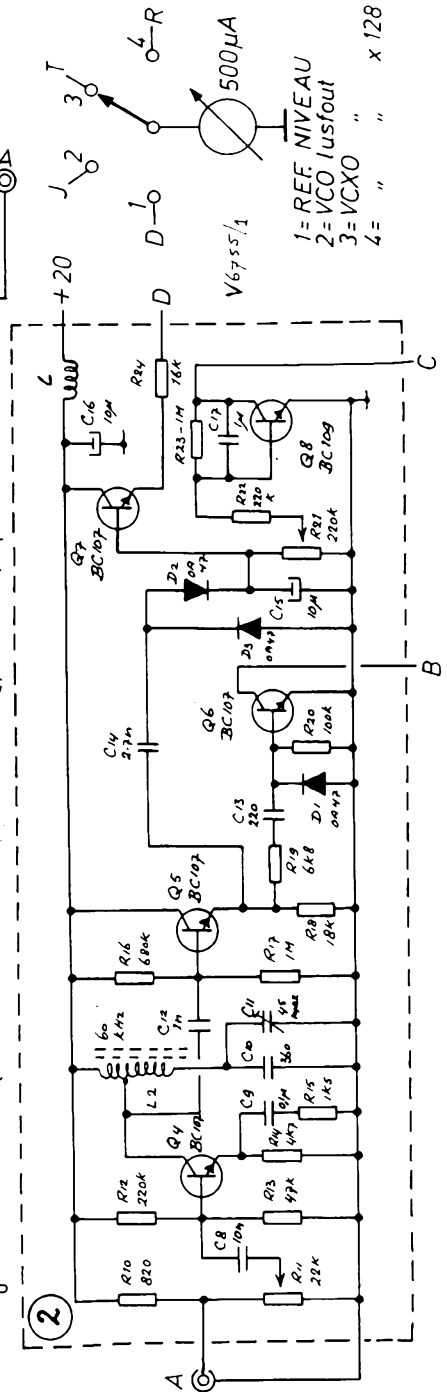 2
A
R10
820
R11
22K
C8
10n
R12
220K
R13
47K
Q4
BC107
R14
4K7
C9
0,1µ
R15
1K5
L2
60
KHZ
C10
360
C11
45
max
C12
1n
R16
680K
R17
1M
Q5
BC107
R18
18K
R19
6K8
C13
220
D1
OA47
R20
100K
Q6
BC107
C14
2.7n
D2
OA
47
D3
OA47
C15
10µ
Q7
BC107
R21
220K
R22
220
K
R23-1M
C17
1µ
Q8
BC109
R24
16K
C16
10µ
L
+20
D
B
C
A
J 2
3 T
D 1
4 R
500µA
V6755/1
1= REF. NIVEAU
2= VCO lusfout
3= VCXO "
4= " " x 128